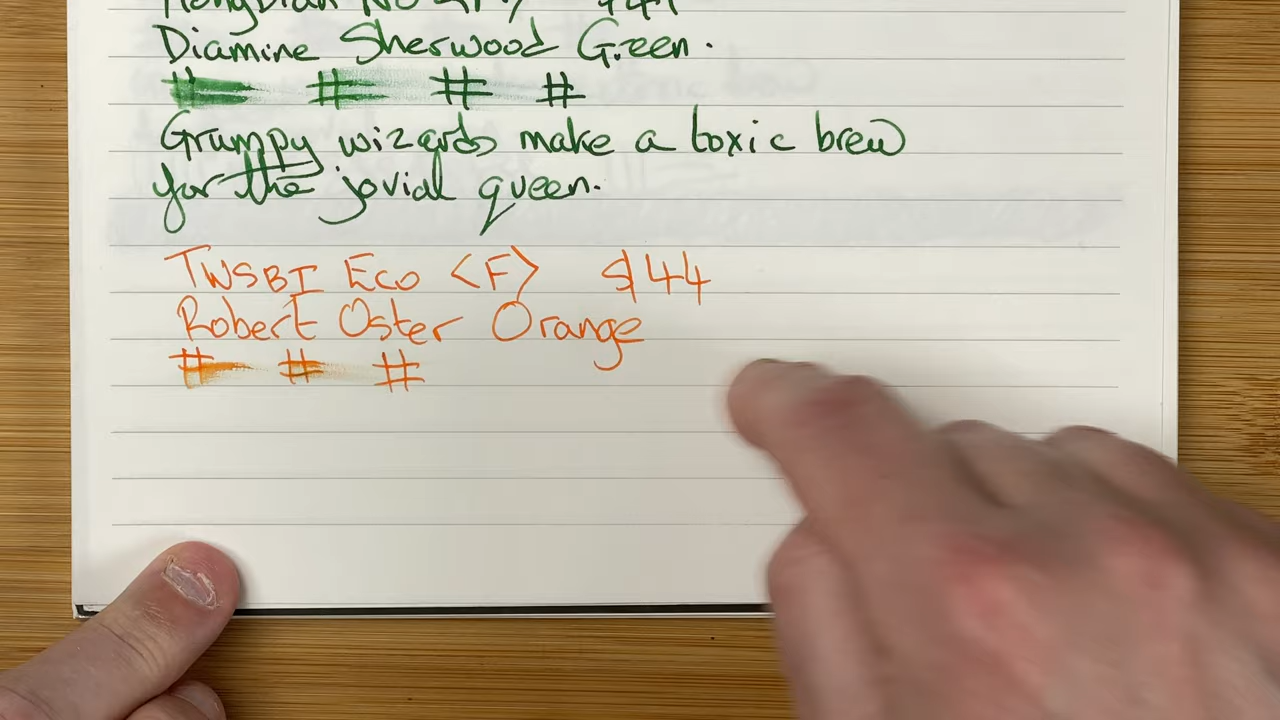 Diamine Sherwood Green.
# # # #
Grumpy wizards make a toxic brew
for the jovial queen.
TWSBI Eco <F> $44
Robert Oster Orange
# # #